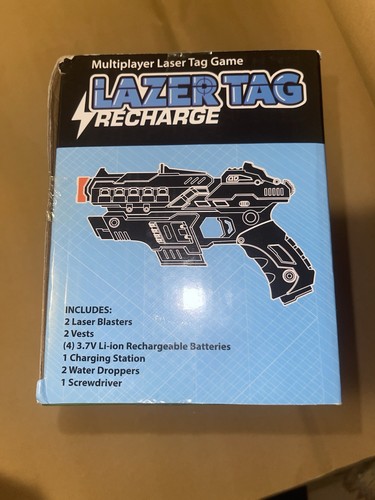 Multiplayer Laser Tag Game
LAZER TAG
RECHARGE
INCLUDES:
2 Laser Blasters
2 Vests
(4) 3.7V Li-ion Rechargeable Batteries
1 Charging Station
2 Water Droppers
1 Screwdriver